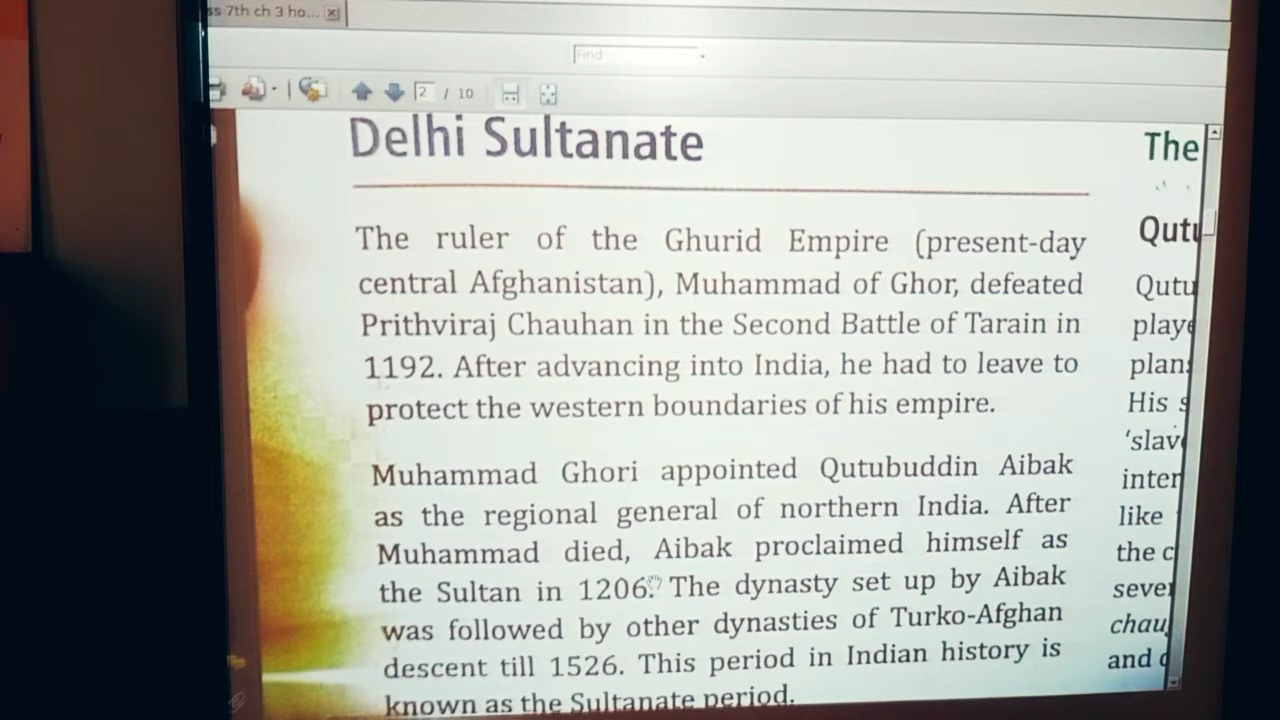 ss 7th ch 3 ho...
Find
2 / 10
Delhi Sultanate
The ruler of the Ghurid Empire (present-day
central Afghanistan), Muhammad of Ghor, defeated
Prithviraj Chauhan in the Second Battle of Tarain in
1192. After advancing into India, he had to leave to
protect the western boundaries of his empire.
Muhammad Ghori appointed Qutubuddin Aibak
as the regional general of northern India. After
Muhammad died, Aibak proclaimed himself as
the Sultan in 1206. The dynasty set up by Aibak
was followed by other dynasties of Turko-Afghan
descent till 1526. This period in Indian history is
known as the Sultanate period.
The
Qutu
Qutu
playe
plans
His s
'slave
inter
like
the c
sever
chau
and